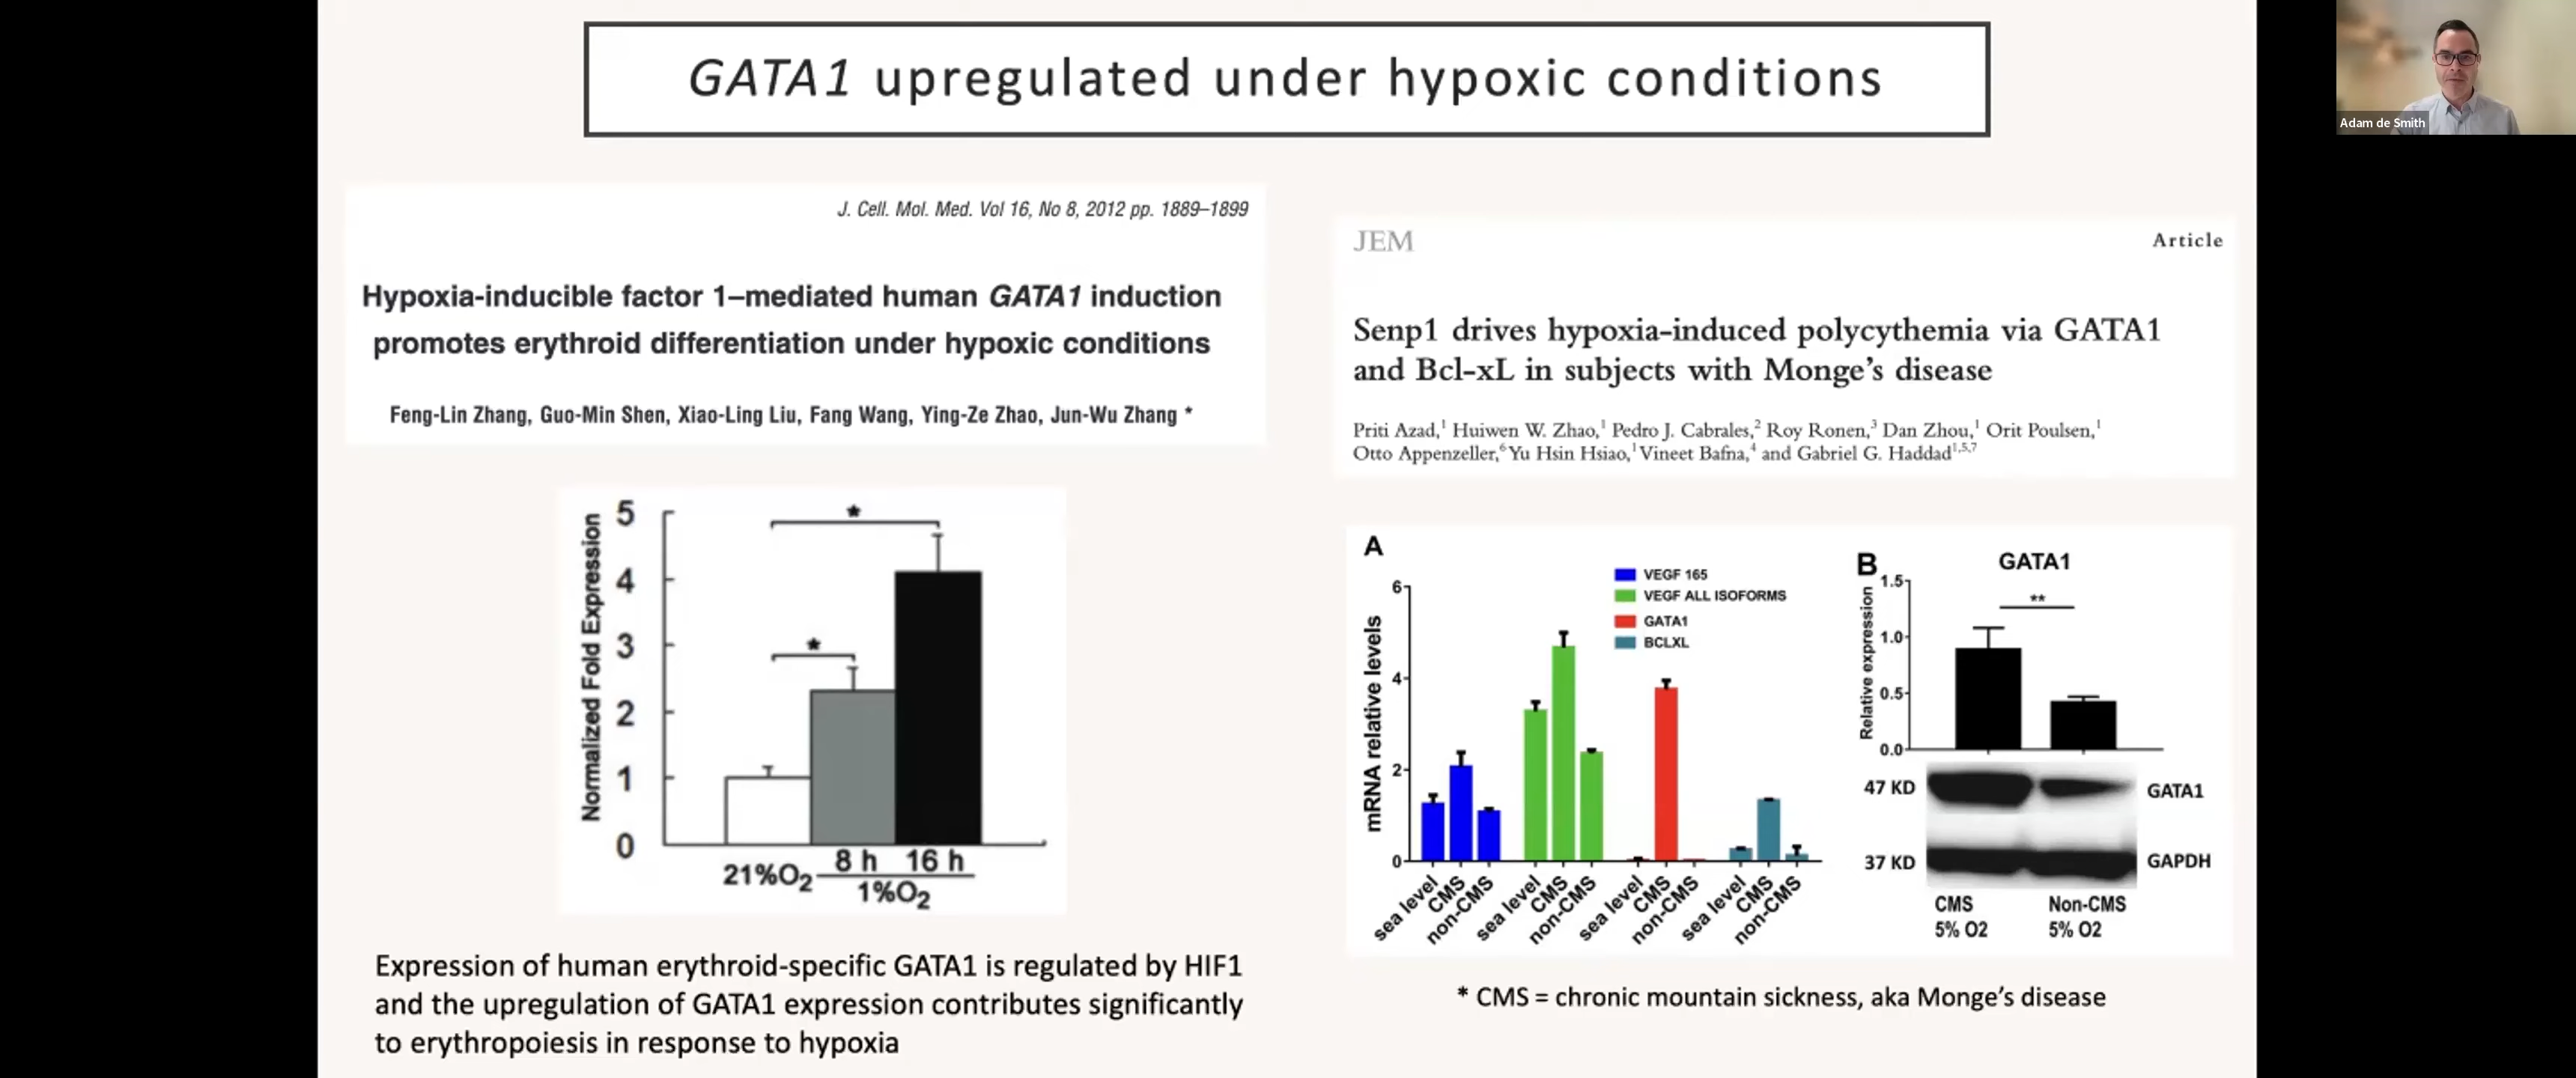 GATA1 upregulated under hypoxic conditions
Adam de Smith
J. Cell. Mol. Med. Vol 16, No 8, 2012 pp. 1889–1899
Hypoxia-inducible factor 1–mediated human GATA1 induction
promotes erythroid differentiation under hypoxic conditions
Feng-Lin Zhang, Guo-Min Shen, Xiao-Ling Liu, Fang Wang, Ying-Ze Zhao, Jun-Wu Zhang *
Normalized Fold Expression
5
4
3
2
1
0
*
*
21%O2
8 h
16 h
1%O2
Expression of human erythroid-specific GATA1 is regulated by HIF1
and the upregulation of GATA1 expression contributes significantly
to erythropoiesis in response to hypoxia
JEM
Article
Senp1 drives hypoxia-induced polycythemia via GATA1
and Bcl-xL in subjects with Monge's disease
Priti Azad,1 Huiwen W. Zhao,1 Pedro J. Cabrales,2 Roy Ronen,3 Dan Zhou,1 Orit Poulsen,1
Otto Appenzeller,6 Yu Hsin Hsiao,1 Vineet Bafna,4 and Gabriel G. Haddad1,5,7
A
mRNA relative levels
6
4
2
0
VEGF 165
VEGF ALL ISOFORMS
GATA1
BCLXL
sea level
CMS
non-CMS
sea level
CMS
non-CMS
sea level
CMS
non-CMS
sea level
CMS
non-CMS
B
GATA1
Relative expression
1.5
1.0
0.5
0.0
**
47 KD
GATA1
37 KD
GAPDH
CMS
5% O2
Non-CMS
5% O2
* CMS = chronic mountain sickness, aka Monge's disease